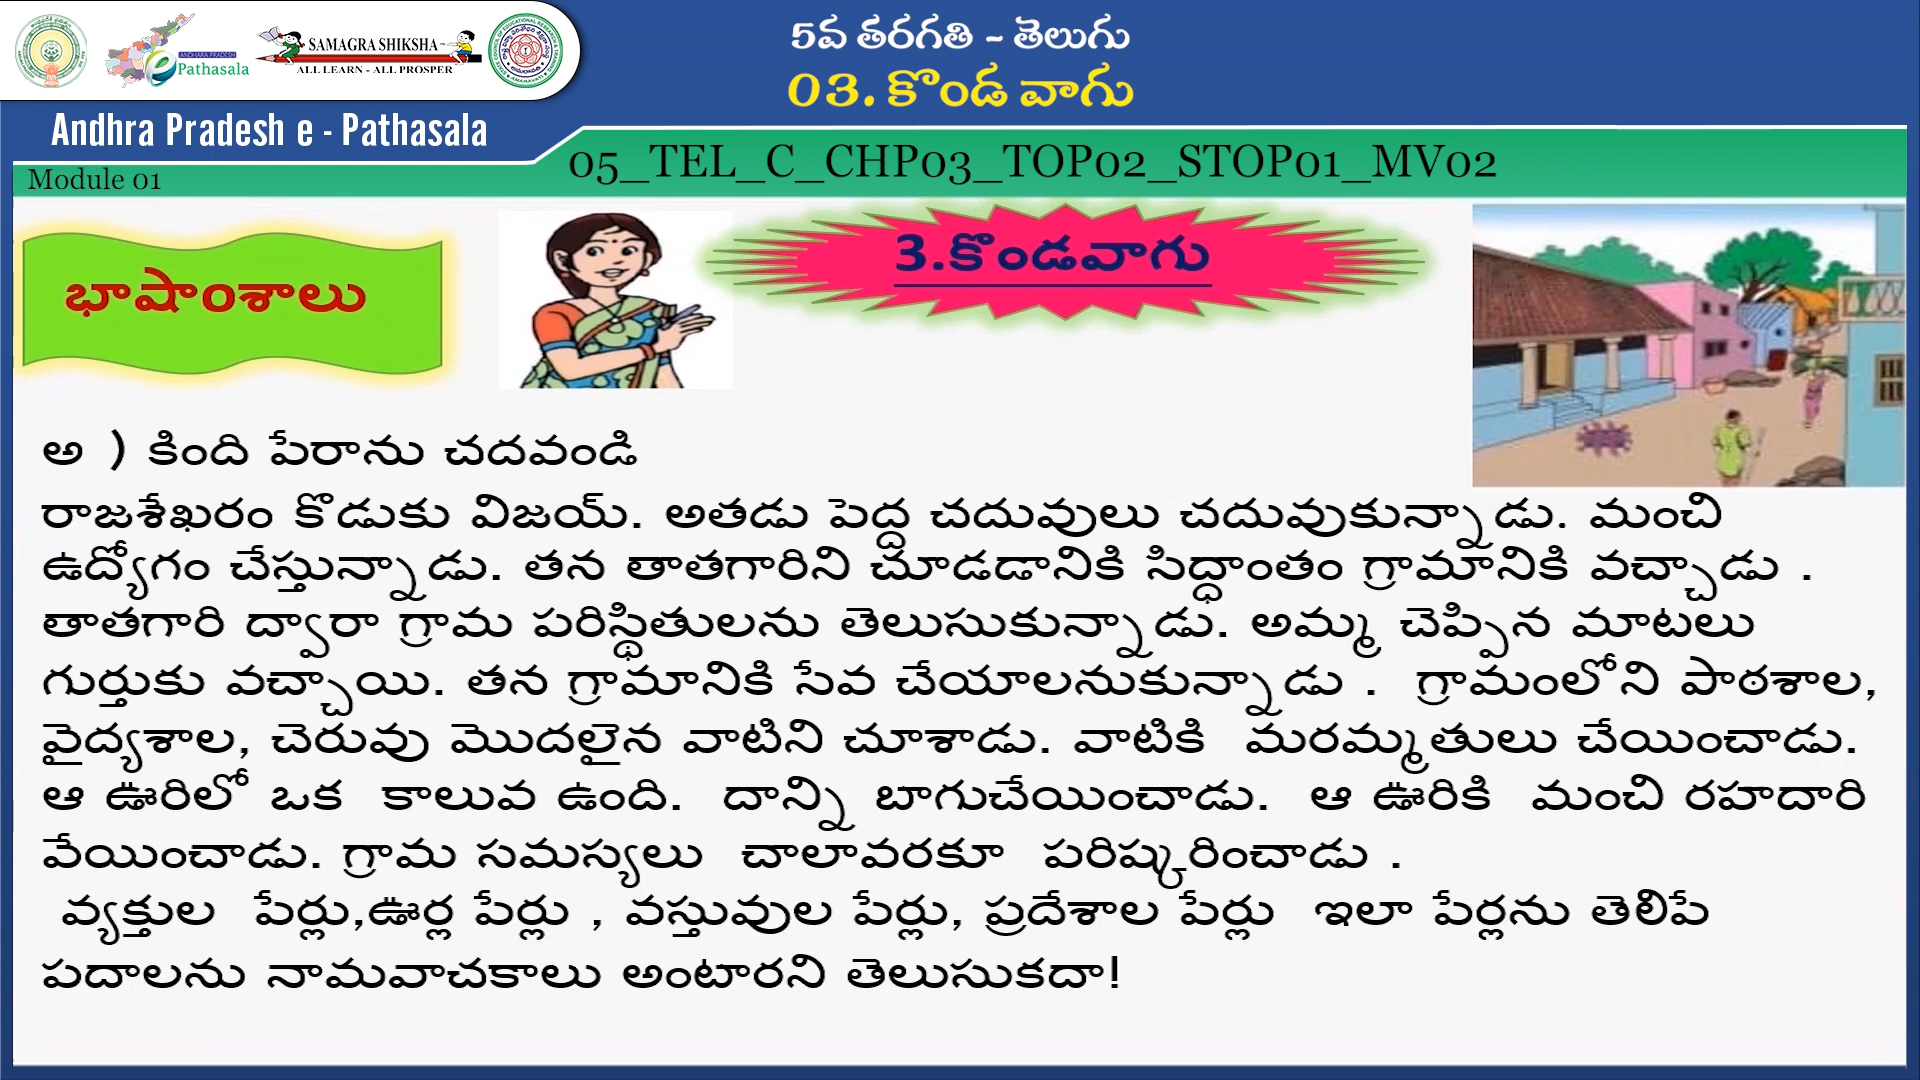 5వ తరగతి ~ తెలుగు
03. కొండ వాగు
ANDHRA PRADESH
e Pathasala
SAMAGRA SHIKSHA
ALL LEARN - ALL PROSPER
Andhra Pradesh e - Pathasala
Module 01
05_TEL_C_CHP03_TOP02_STOP01_MV02
భాషాంశాలు
3.కొండవాగు
అ ) కింది పేరాను చదవండి
రాజశేఖరం కొడుకు విజయ్. అతడు పెద్ద చదువులు చదువుకున్నాడు. మంచి
ఉద్యోగం చేస్తున్నాడు. తన తాతగారిని చూడడానికి సిద్ధాంతం గ్రామానికి వచ్చాడు .
తాతగారి ద్వారా గ్రామ పరిస్థితులను తెలుసుకున్నాడు. అమ్మ చెప్పిన మాటలు
గుర్తుకు వచ్చాయి. తన గ్రామానికి సేవ చేయాలనుకున్నాడు . గ్రామంలోని పాఠశాల,
వైద్యశాల, చెరువు మొదలైన వాటిని చూశాడు. వాటికి మరమ్మతులు చేయించాడు.
ఆ ఊరిలో ఒక కాలువ ఉంది. దాన్ని బాగుచేయించాడు. ఆ ఊరికి మంచి రహదారి
వేయించాడు. గ్రామ సమస్యలు చాలావరకూ పరిష్కరించాడు .
వ్యక్తుల పేర్లు,ఊర్ల పేర్లు , వస్తువుల పేర్లు, ప్రదేశాల పేర్లు ఇలా పేర్లను తెలిపే
పదాలను నామవాచకాలు అంటారని తెలుసుకదా!